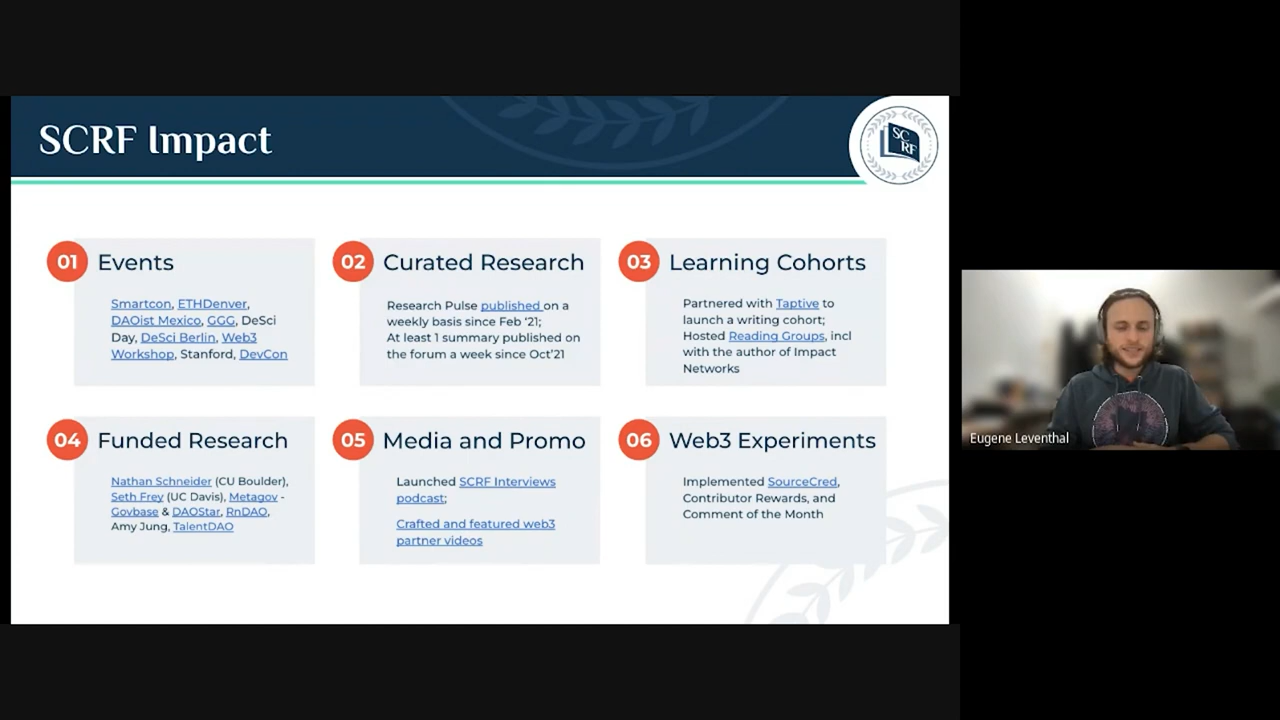 SCRF Impact
SC
RF
01 Events
Smartcon, ETHDenver,
DAOist Mexico, GGG, DeSci
Day, DeSci Berlin, Web3
Workshop, Stanford, DevCon
02 Curated Research
Research Pulse published on a
weekly basis since Feb '21;
At least 1 summary published on
the forum a week since Oct'21
03 Learning Cohorts
Partnered with Taptive to
launch a writing cohort;
Hosted Reading Groups, incl
with the author of Impact
Networks
04 Funded Research
Nathan Schneider (CU Boulder),
Seth Frey (UC Davis), Metagov -
Govbase & DAOStar, RnDAO,
Amy Jung, TalentDAO
05 Media and Promo
Launched SCRF Interviews
podcast;
Crafted and featured web3
partner videos
06 Web3 Experiments
Implemented SourceCred,
Contributor Rewards, and
Comment of the Month
Eugene Leventhal